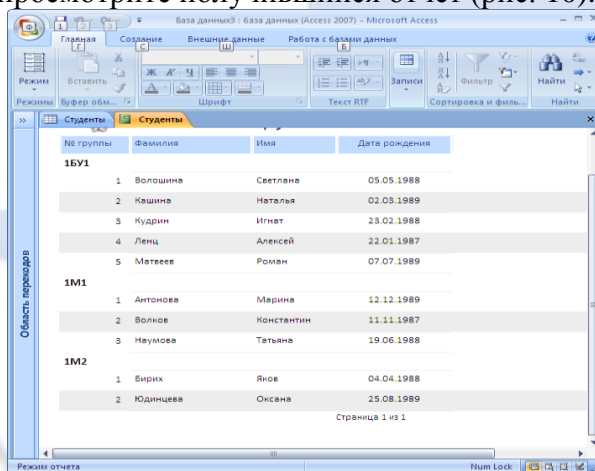 просмотрите получившийся отчет (рис. 10).
База данных3 : база данных (Access 2007) - Microsoft Access
1 2 3
Главная Создание Внешние данные Работа с базами данных
Г С Ш Б
Режим Вставить Ж К Ч Записи Фильтр Найти
Режимы Буфер обм... Шрифт Текст RTF Сортировка и филь... Найти
Студенты Студенты
№ группы Фамилия Имя Дата рождения
1БУ1
1 Волошина Светлана 05.05.1988
2 Кашина Наталья 02.03.1989
3 Кудрин Игнат 23.02.1988
4 Ленц Алексей 22.01.1987
5 Матвеев Роман 07.07.1989
1М1
1 Антонова Марина 12.12.1989
2 Волков Константин 11.11.1987
3 Наумова Татьяна 19.06.1988
1М2
1 Бирих Яков 04.04.1988
2 Юдинцева Оксана 25.08.1989
Страница 1 из 1
Область переходов
Режим отчета Num Lock